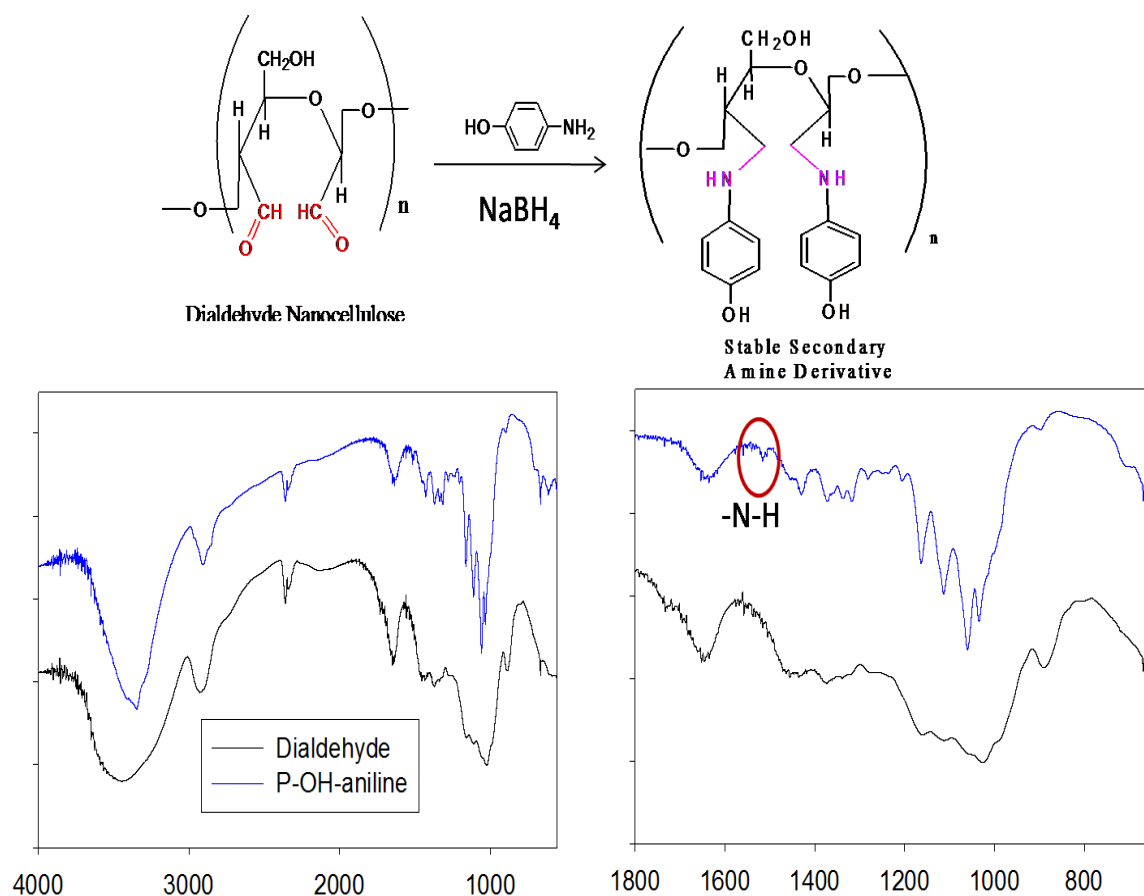 CH₂OH
H
O
O
H
H
O
CH
HC
O
O
n
Dialdehyde Nanocellulose
HO
NH₂
NaBH₄
CH₂OH
H
O
O
H
H
O
HN
NH
OH
OH
n
Stable Secondary
Amine Derivative
Dialdehyde
P-OH-aniline
4000 3000 2000 1000
-N-H
1800 1600 1400 1200 1000 800